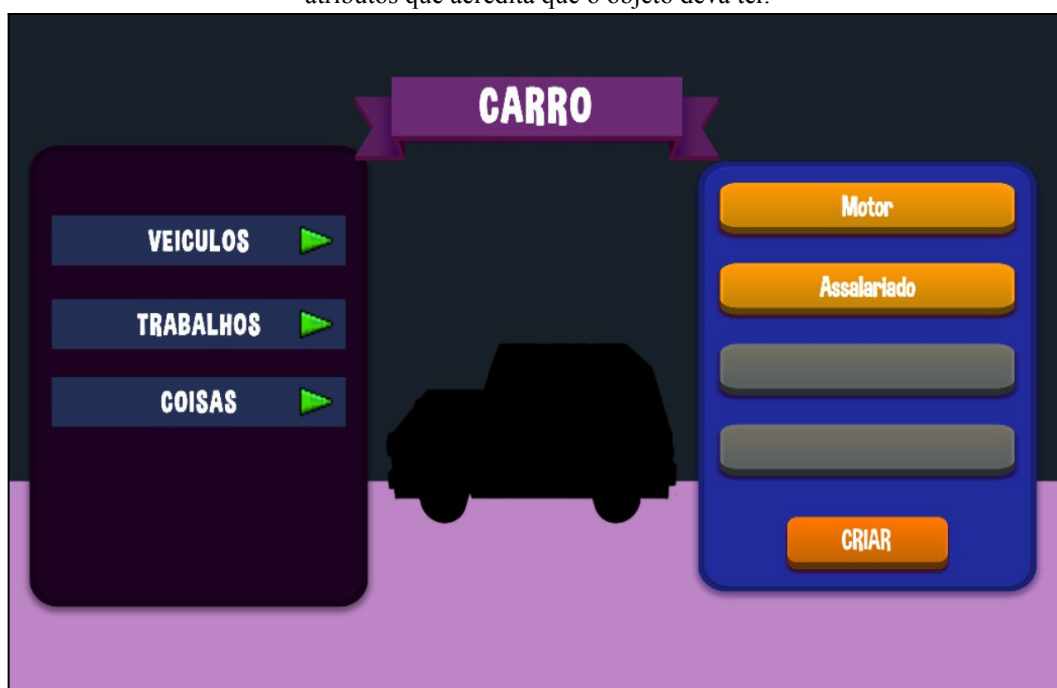 atributos que acredita que o objeto deva ter.
CARRO
VEICULOS
TRABALHOS
COISAS
Motor
Assalariado
CRIAR